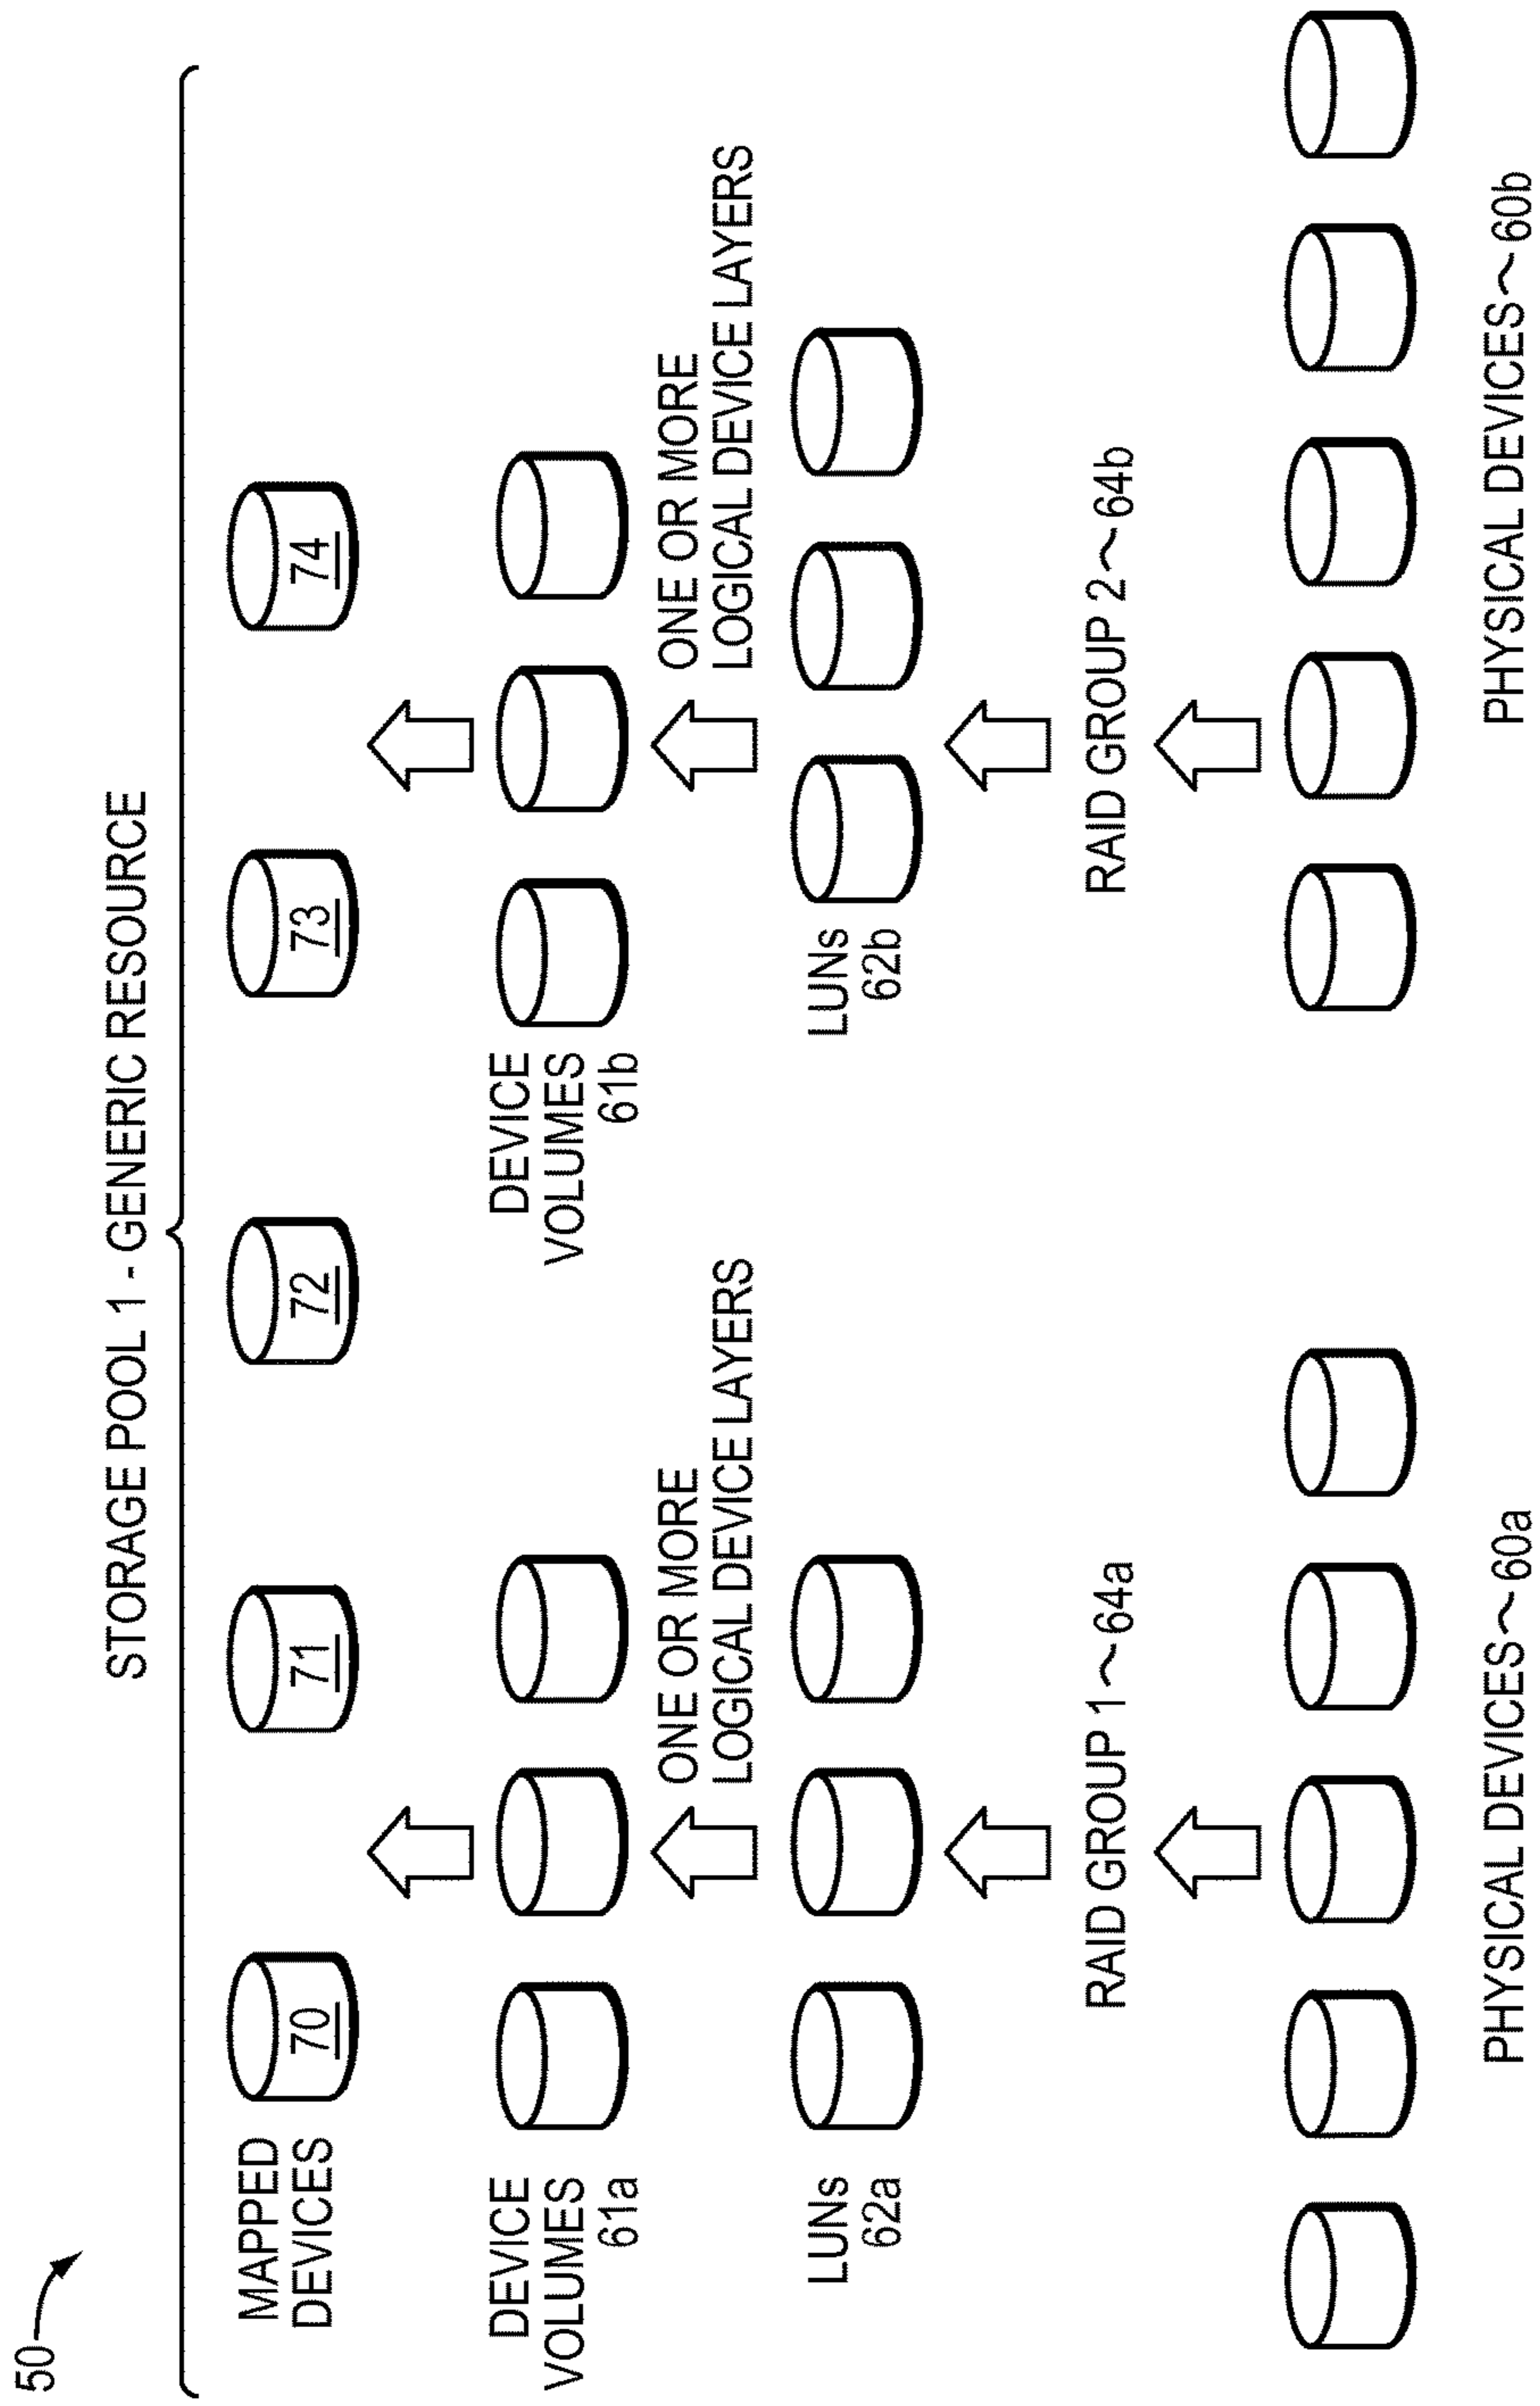 50
STORAGE POOL 1 - GENERIC RESOURCE
MAPPED
DEVICES
70
71
72
73
74
DEVICE
VOLUMES
61a
DEVICE
VOLUMES
61b
ONE OR MORE
LOGICAL DEVICE LAYERS
ONE OR MORE
LOGICAL DEVICE LAYERS
LUNs
62a
LUNs
62b
RAID GROUP 1~64a
RAID GROUP 2~64b
PHYSICAL DEVICES~60a
PHYSICAL DEVICES~60b